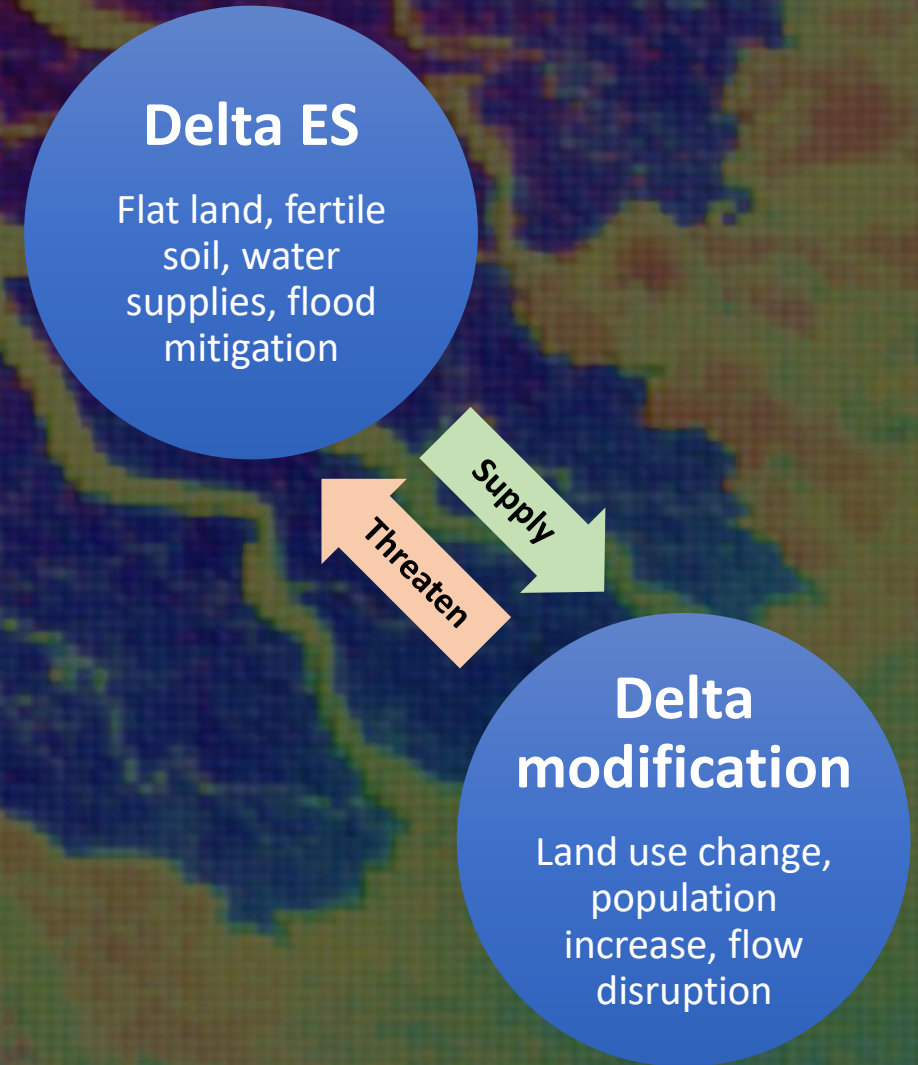 Delta ES
Flat land, fertile
soil, water
supplies, flood
mitigation
Supply
Threaten
Delta
modification
Land use change,
population
increase, flow
disruption